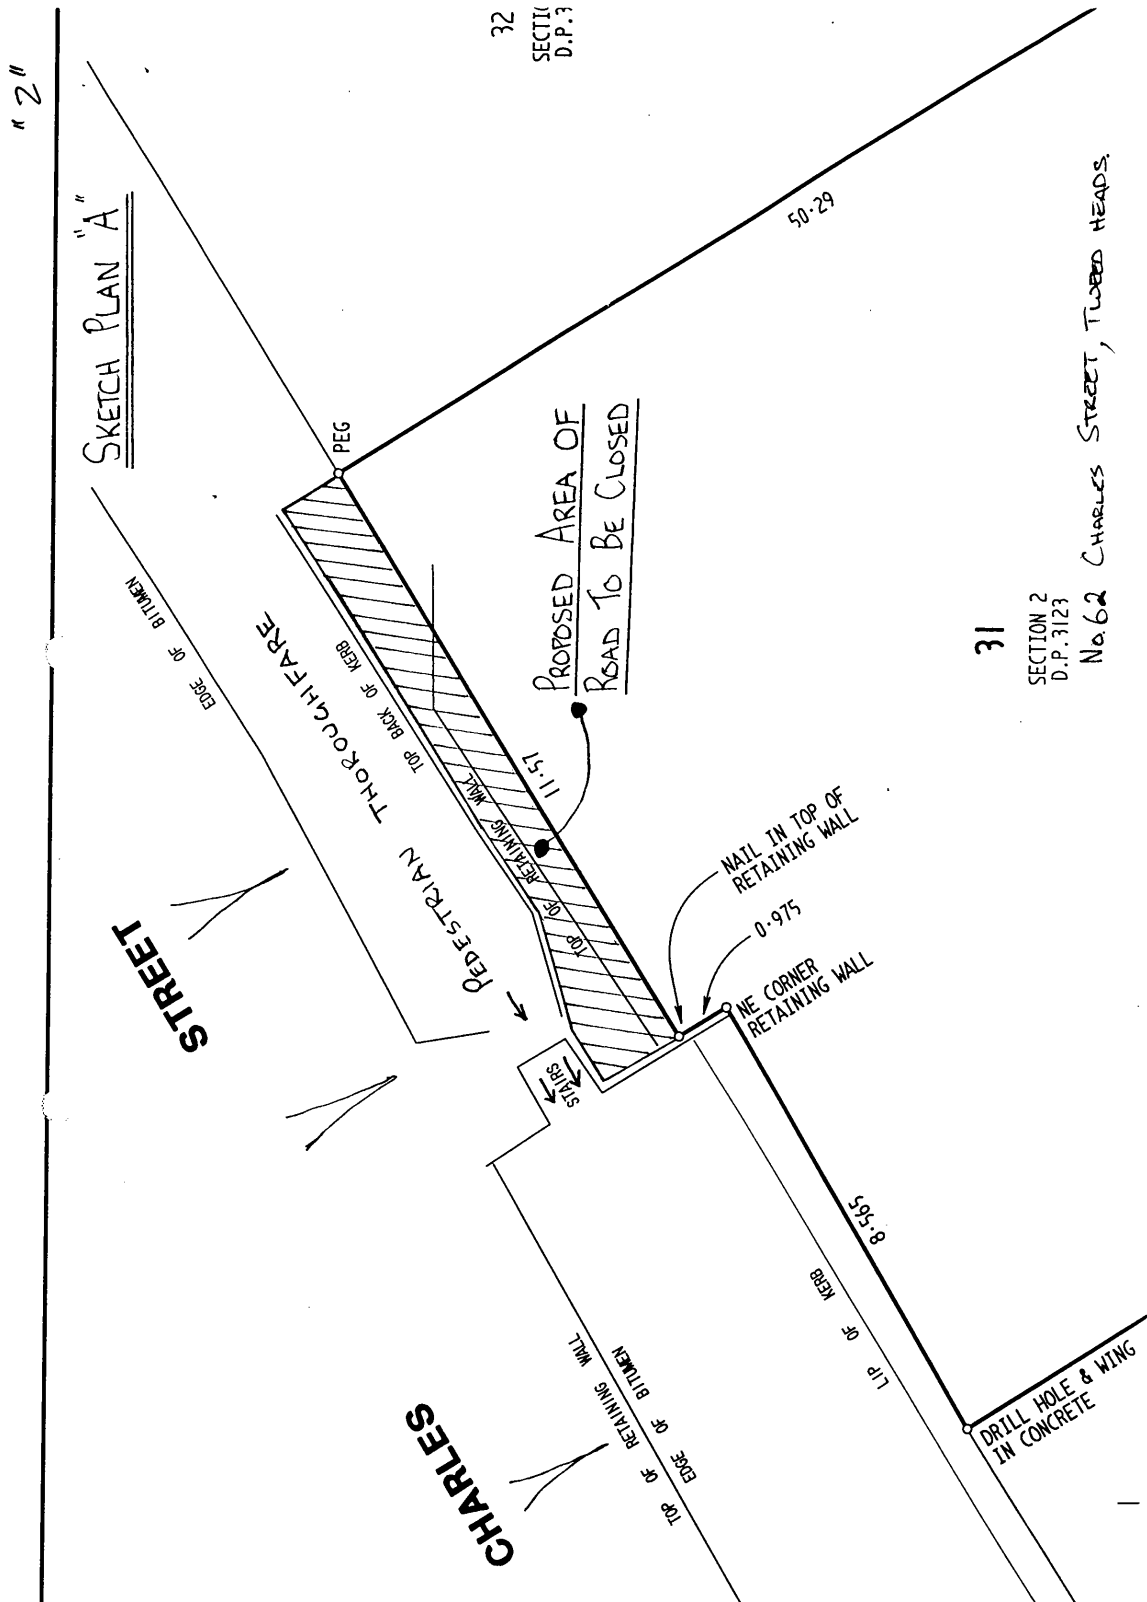 "2"
SKETCH PLAN "A"
32
SECTI
D.P.3
50·29
PEG
EDGE OF BITUMEN
PEDESTRIAN THOROUGHFARE
TOP BACK OF KERB
TOP OF RETAINING WALL
11·57
PROPOSED AREA OF
ROAD TO BE CLOSED
31
SECTION 2
D.P.3123
No.62 CHARLES STREET, TWEED HEADS.
NAIL IN TOP OF
RETAINING WALL
0·975
NE CORNER
RETAINING WALL
STAIRS
CHARLES STREET
TOP OF RETAINING WALL
EDGE OF BITUMEN
LIP OF KERB
8·565
DRILL HOLE & WING
IN CONCRETE